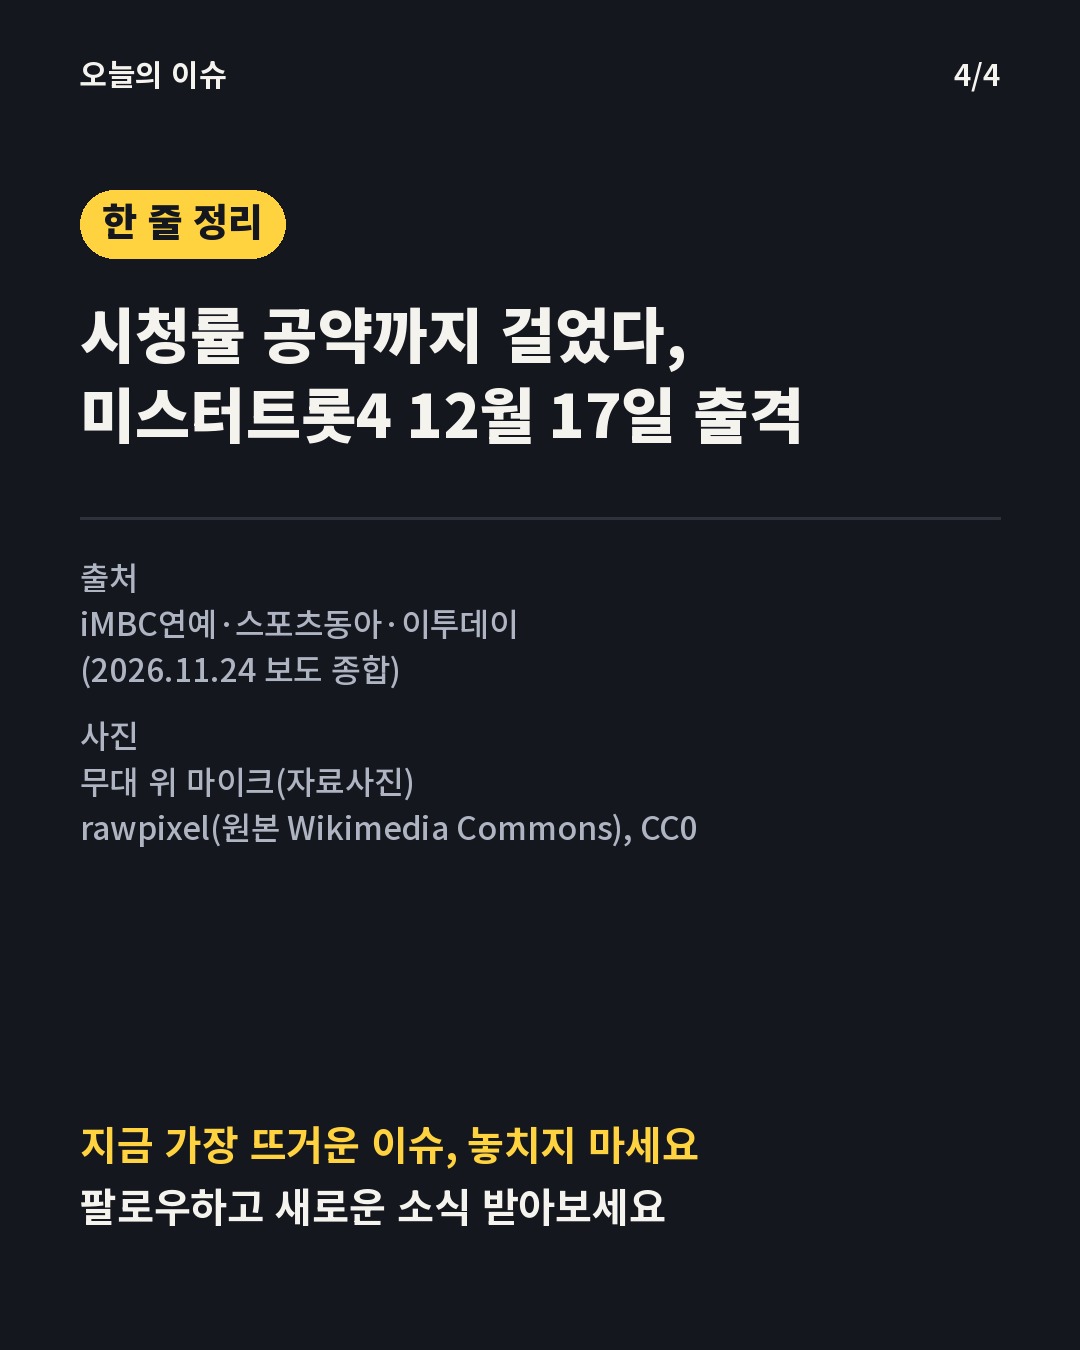 오늘의 이슈
4/4
한 줄 정리
시청률 공약까지 걸었다,
미스터트롯4 12월 17일 출격
출처
iMBC연예·스포츠동아·이투데이
(2026.11.24 보도 종합)
사진
무대 위 마이크(자료사진)
rawpixel(원본 Wikimedia Commons), CC0
지금 가장 뜨거운 이슈, 놓치지 마세요
팔로우하고 새로운 소식 받아보세요